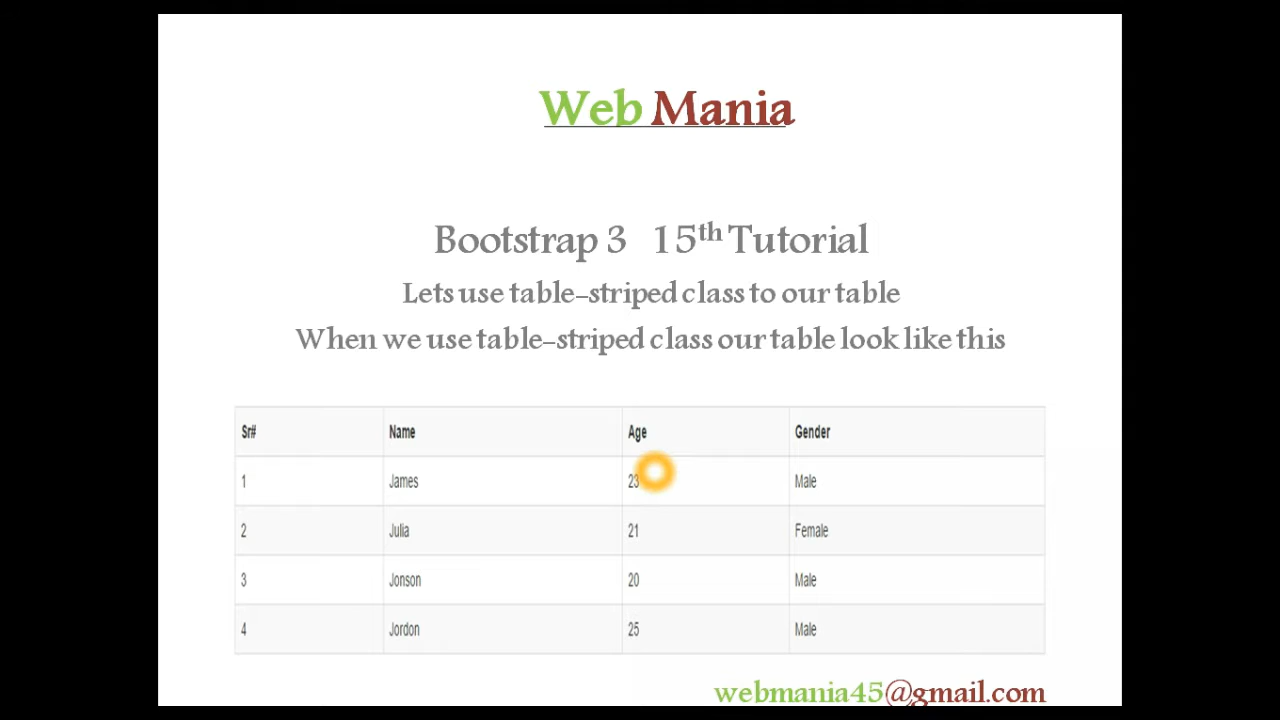 Web Mania
Bootstrap 3 15th Tutorial
Lets use table-striped class to our table
When we use table-striped class our table look like this
Sr# Name Age Gender
1 James 23 Male
2 Julia 21 Female
3 Jonson 20 Male
4 Jordon 25 Male
webmania45@gmail.com